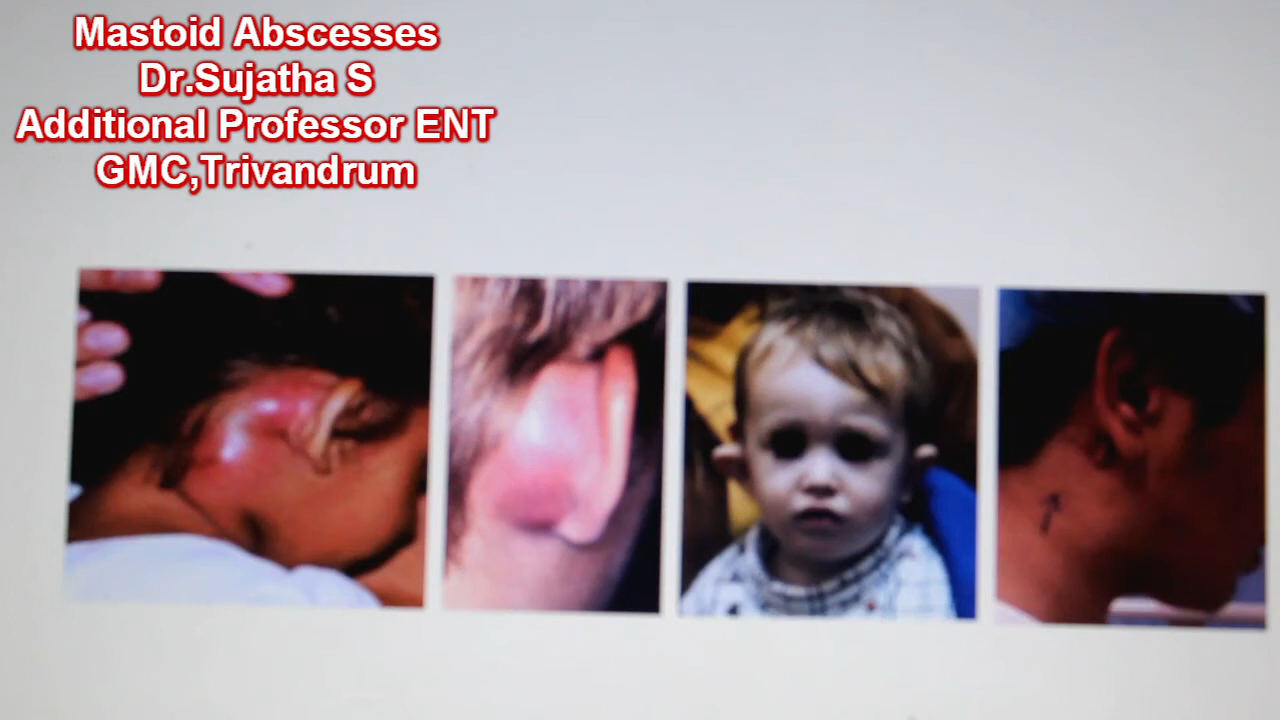 Mastoid Abscesses
Dr.Sujatha S
Additional Professor ENT
GMC,Trivandrum